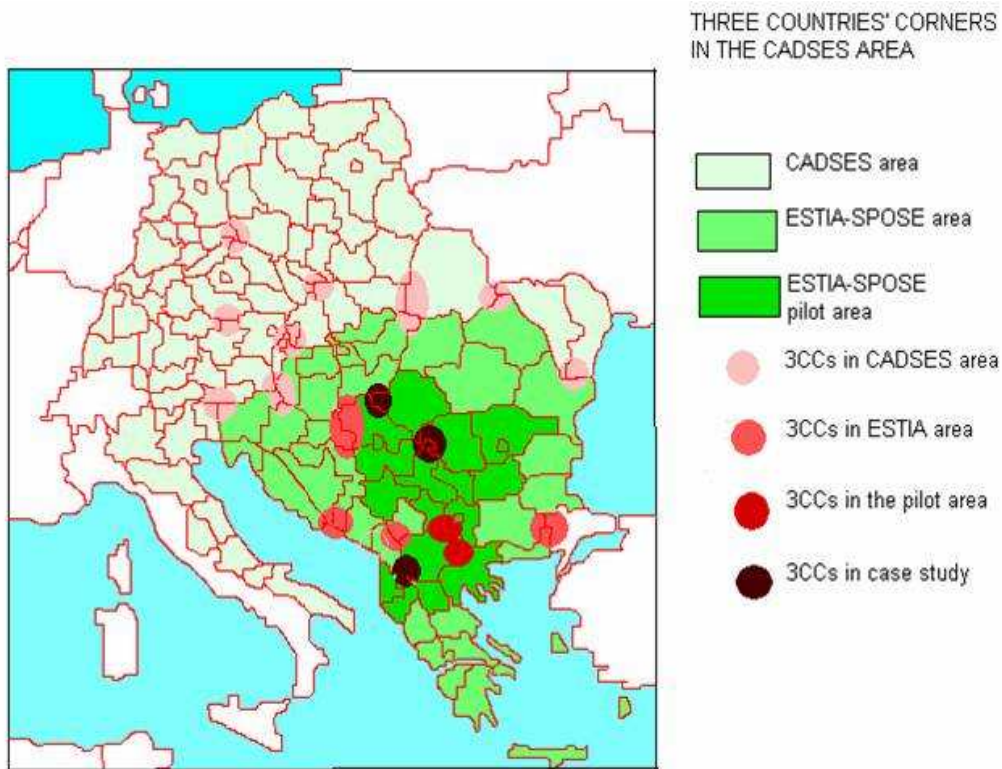 THREE COUNTRIES' CORNERS
IN THE CADSES AREA
CADSES area
ESTIA-SPOSE area
ESTIA-SPOSE
pilot area
3CCs in CADSES area
3CCs in ESTIA area
3CCs in the pilot area
3CCs in case study